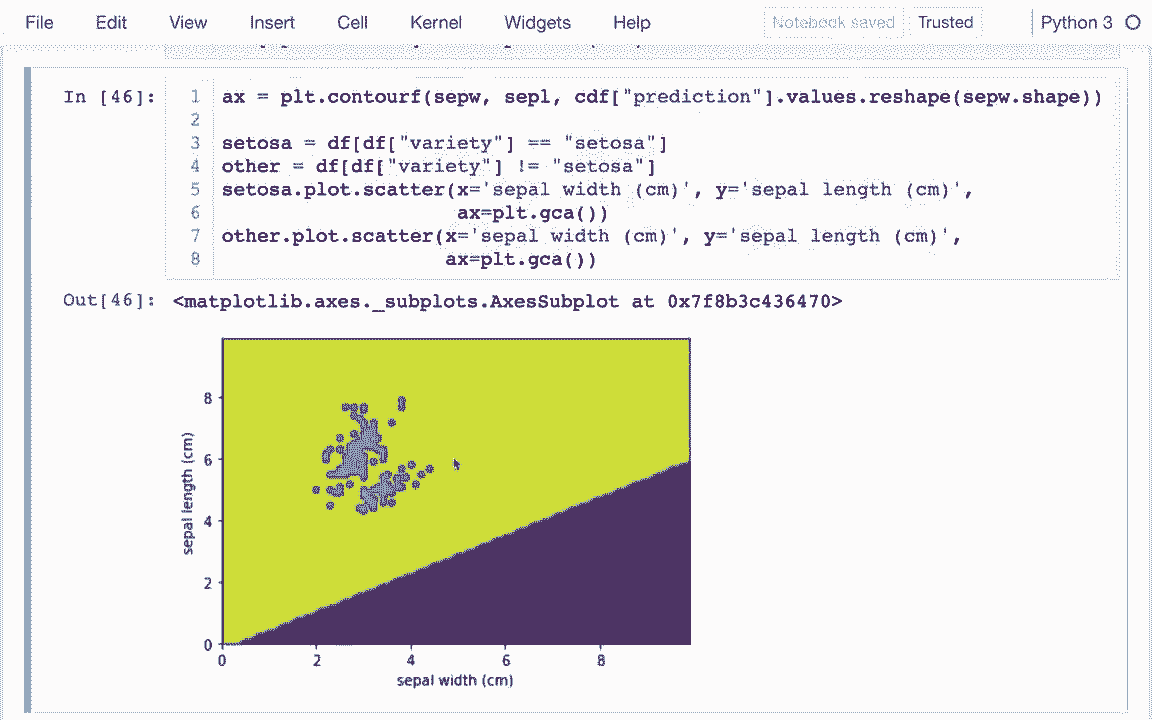 File Edit View Insert Cell Kernel Widgets Help Notebook saved Trusted Python 3
In [46]:
1 ax = plt.contourf(sepw, sepl, cdf["prediction"].values.reshape(sepw.shape))
2
3 setosa = df[df["variety"] == "setosa"]
4 other = df[df["variety"] != "setosa"]
5 setosa.plot.scatter(x='sepal width (cm)', y='sepal length (cm)',
6 ax=plt.gca())
7 other.plot.scatter(x='sepal width (cm)', y='sepal length (cm)',
8 ax=plt.gca())
Out[46]: <matplotlib.axes._subplots.AxesSubplot at 0x7f8b3c436470>
sepal length (cm)
8
6
4
2
0
0 2 4 6 8
sepal width (cm)